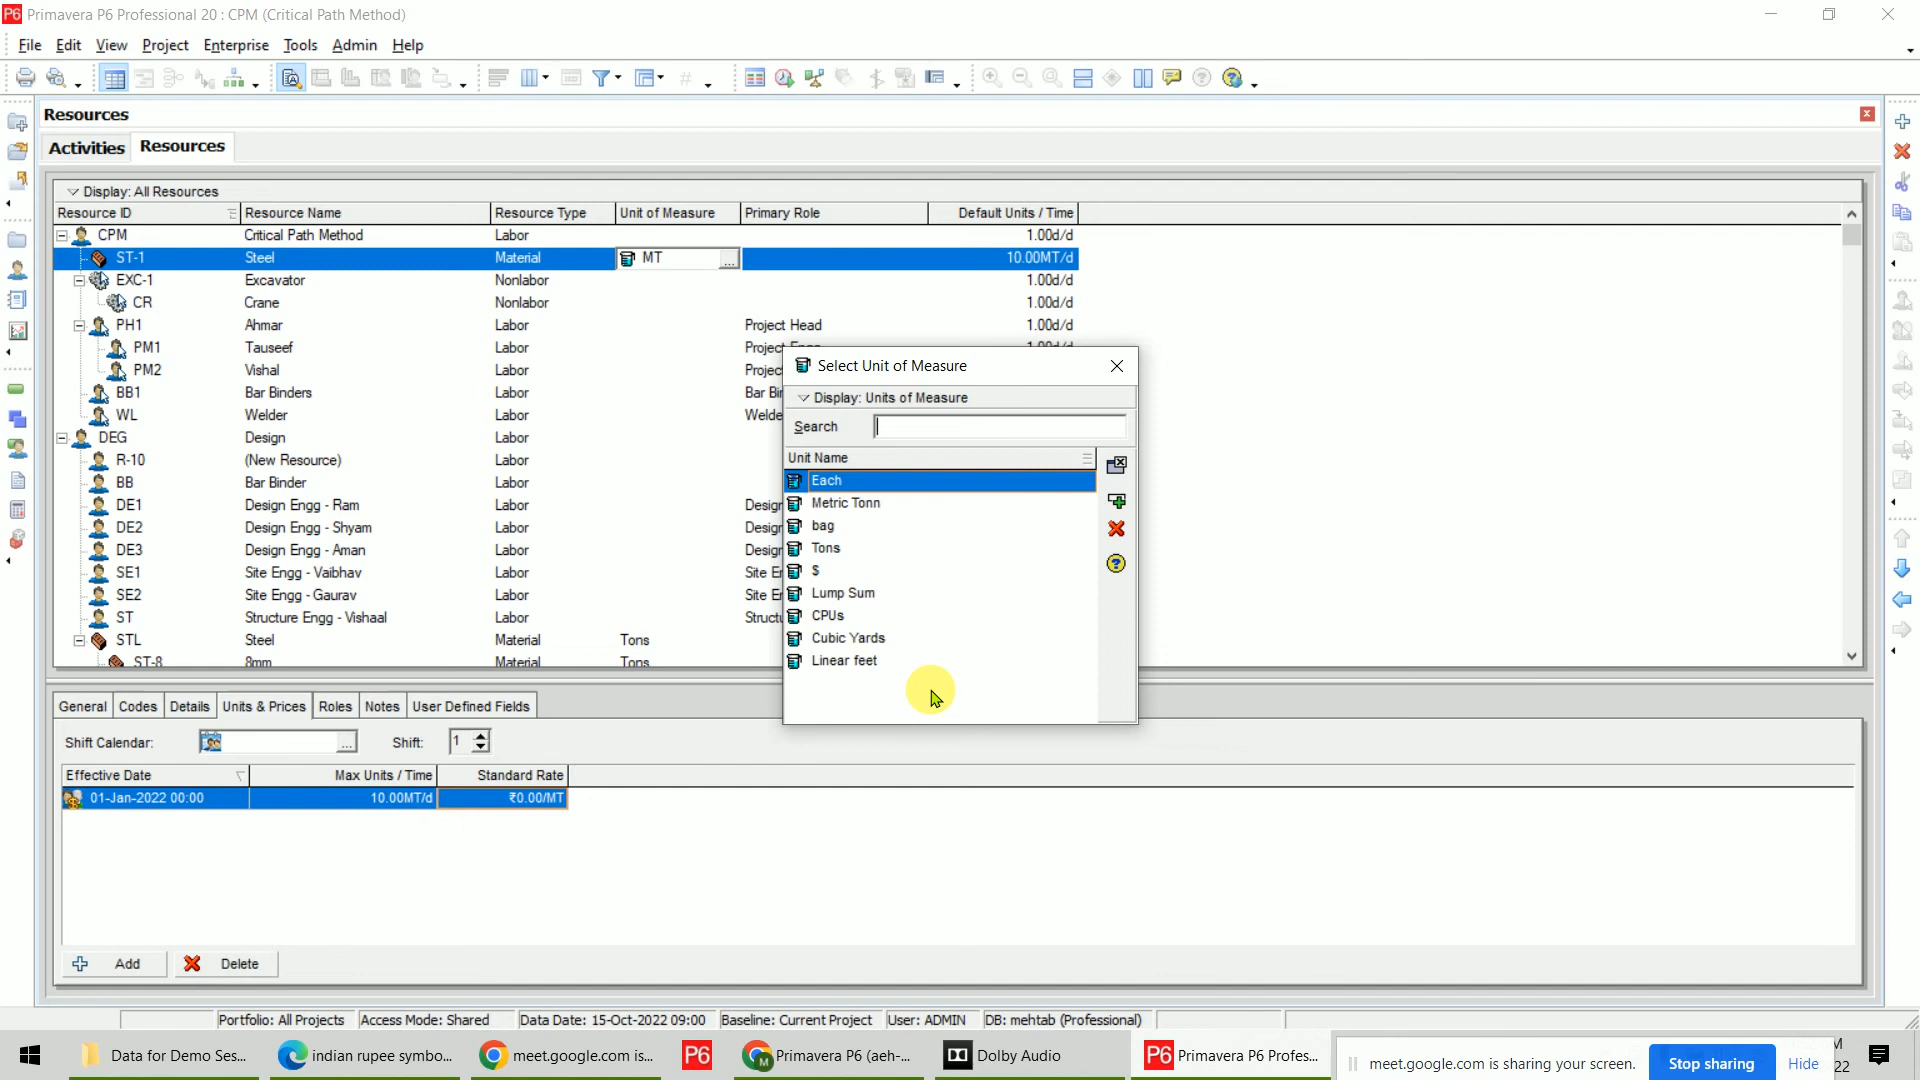 Primavera P6 Professional 20 : CPM (Critical Path Method)
File Edit View Project Enterprise Tools Admin Help
Resources
Activities Resources
Display: All Resources
Resource ID Resource Name Resource Type Unit of Measure Primary Role Default Units / Time
CPM Critical Path Method Labor 1.00d/d
ST-1 Steel Material MT ... 10.00MT/d
EXC-1 Excavator Nonlabor 1.00d/d
CR Crane Nonlabor 1.00d/d
PH1 Ahmar Labor Project Head 1.00d/d
PM1 Tauseef Labor
PM2 Vishal Labor
BB1 Bar Binders Labor
WL Welder Labor
DEG Design Labor
R-10 (New Resource) Labor
BB Bar Binder Labor
DE1 Design Engg - Ram Labor
DE2 Design Engg - Shyam Labor
DE3 Design Engg - Aman Labor
SE1 Site Engg - Vaibhav Labor
SE2 Site Engg - Gaurav Labor
ST Structure Engg - Vishaal Labor
STL Steel Material Tons
ST-8 8mm Material Tons
Select Unit of Measure
Display: Units of Measure
Search
Unit Name
Each
Metric Tonn
bag
Tons
$
Lump Sum
CPUs
Cubic Yards
Linear feet
General Codes Details Units & Prices Roles Notes User Defined Fields
Shift Calendar: ... Shift: 1
Effective Date Max Units / Time Standard Rate
01-Jan-2022 00:00 10.00MT/d ₹0.00/MT
Add Delete
Portfolio: All Projects Access Mode: Shared Data Date: 15-Oct-2022 09:00 Baseline: Current Project User: ADMIN DB: mehtab (Professional)
Data for Demo Ses... indian rupee symbo... meet.google.com is... P6 Primavera P6 (aeh-... Dolby Audio Primavera P6 Profes... meet.google.com is sharing your screen. Stop sharing Hide